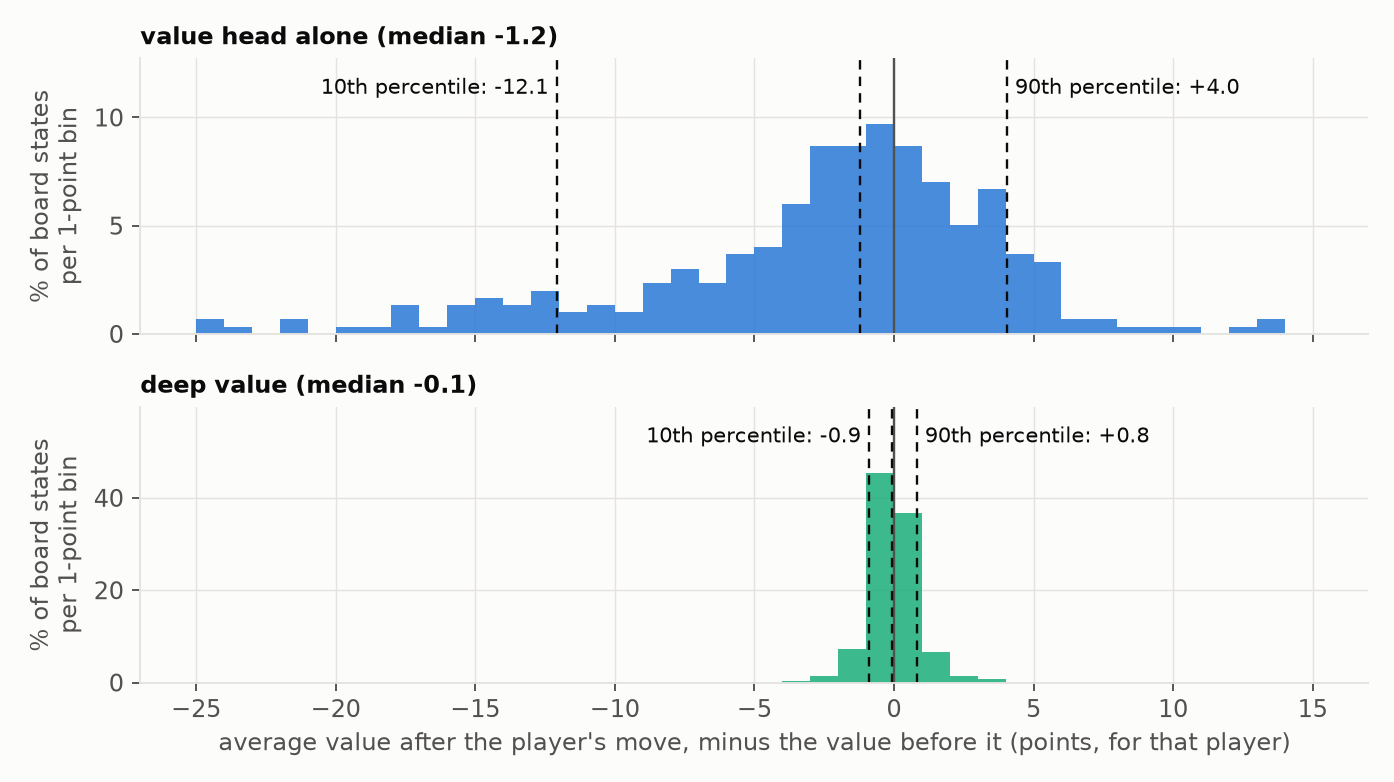 value head alone (median -1.2)
10th percentile: -12.1
90th percentile: +4.0
% of board states
per 1-point bin
10
5
0
deep value (median -0.1)
10th percentile: -0.9
90th percentile: +0.8
% of board states
per 1-point bin
40
20
0
−25 −20 −15 −10 −5 0 5 10 15
average value after the player's move, minus the value before it (points, for that player)